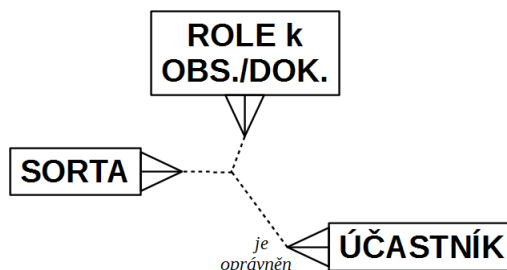 ROLE k
OBS./DOK.
SORTA
je
oprávněn
ÚČASTNÍK